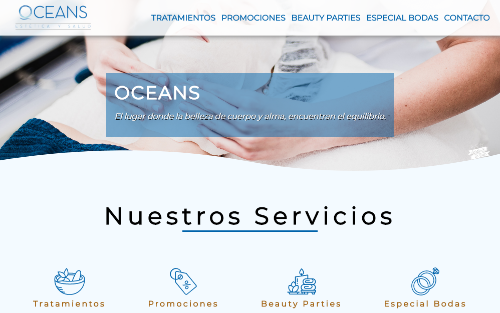 OCEANS
TRATAMIENTOS PROMOCIONES BEAUTY PARTIES ESPECIAL BODAS CONTACTO
OCEANS
El lugar donde la belleza de cuerpo y alma, encuentran el equilibrio.
Nuestros Servicios
Tratamientos Promociones Beauty Parties Especial Bodas